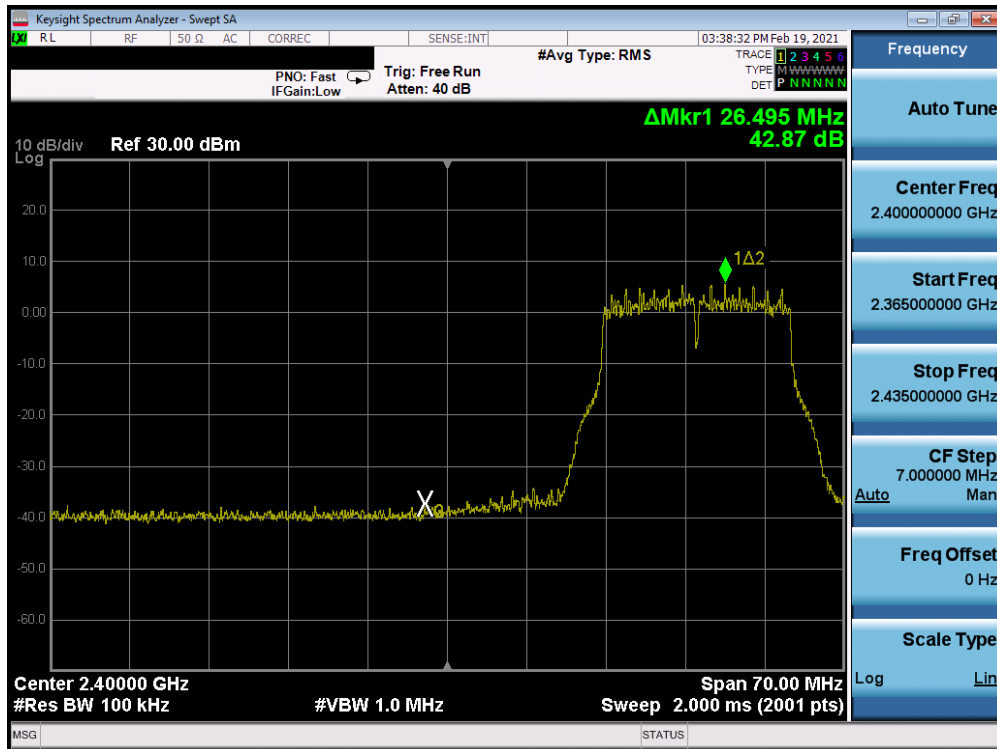 Keysight Spectrum Analyzer - Swept SA
LXI RL RF 50 Ω AC CORREC SENSE:INT 03:38:32 PM Feb 19, 2021
#Avg Type: RMS TRACE 1 2 3 4 5 6
PNO: Fast Trig: Free Run TYPE M WWWWW
IFGain:Low Atten: 40 dB DET P N N N N N
ΔMkr1 26.495 MHz
42.87 dB
10 dB/div Ref 30.00 dBm
Log
20.0
10.0
1Δ2
0.00
-10.0
-20.0
-30.0
-40.0
X2
-50.0
-60.0
Center 2.40000 GHz Span 70.00 MHz
#Res BW 100 kHz #VBW 1.0 MHz Sweep 2.000 ms (2001 pts)
MSG STATUS
Frequency
Auto Tune
Center Freq
2.400000000 GHz
Start Freq
2.365000000 GHz
Stop Freq
2.435000000 GHz
CF Step
7.000000 MHz
Auto Man
Freq Offset
0 Hz
Scale Type
Log Lin